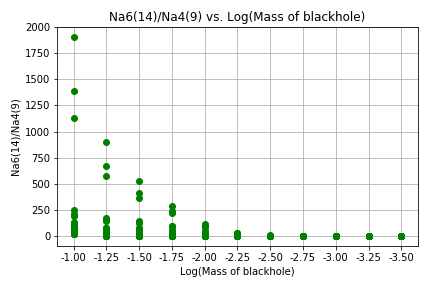 Na6(14)/Na4(9) vs. Log(Mass of blackhole)
Na6(14)/Na4(9)
2000
1750
1500
1250
1000
750
500
250
0
-1.00 -1.25 -1.50 -1.75 -2.00 -2.25 -2.50 -2.75 -3.00 -3.25 -3.50
Log(Mass of blackhole)